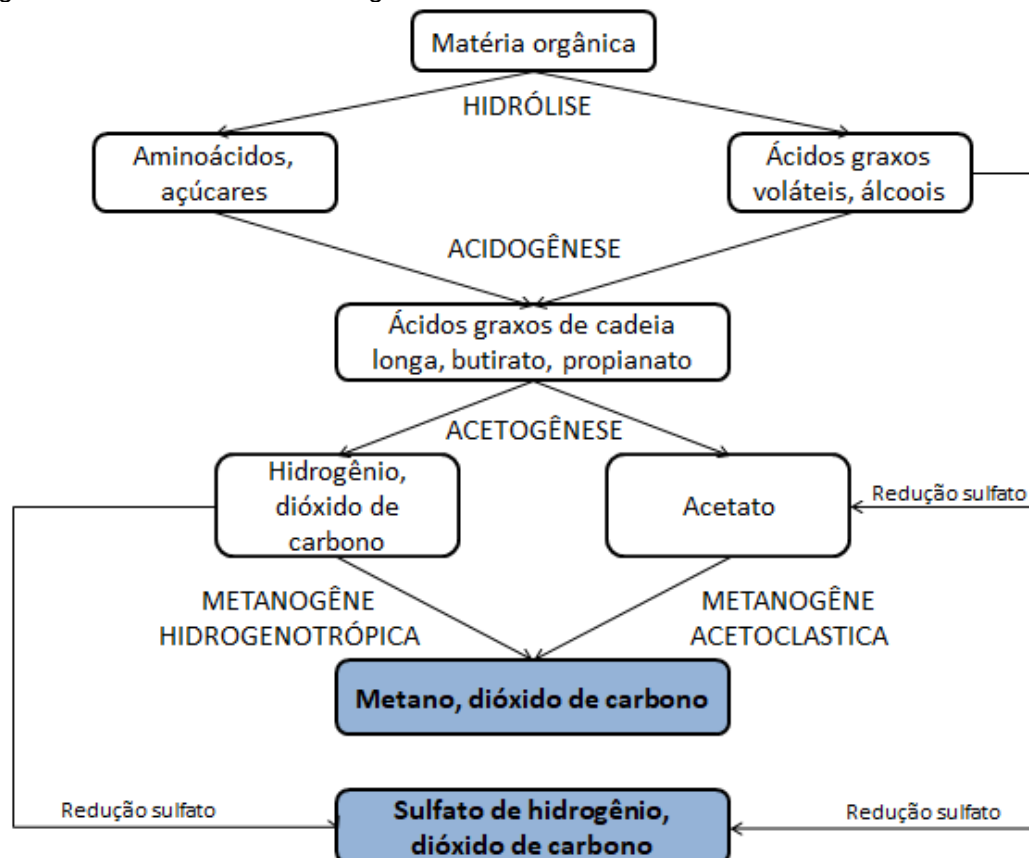 Matéria orgânica
HIDRÓLISE
Aminoácidos,
açúcares
Ácidos graxos
voláteis, álcoois
ACIDOGÊNESE
Ácidos graxos de cadeia
longa, butirato, propianato
ACETOGÊNESE
Hidrogênio,
dióxido de
carbono
Acetato
Redução sulfato
METANOGÊNE
HIDROGENOTRÓPICA
METANOGÊNE
ACETOCLASTICA
Metano, dióxido de carbono
Redução sulfato
Sulfato de hidrogênio,
dióxido de carbono
Redução sulfato